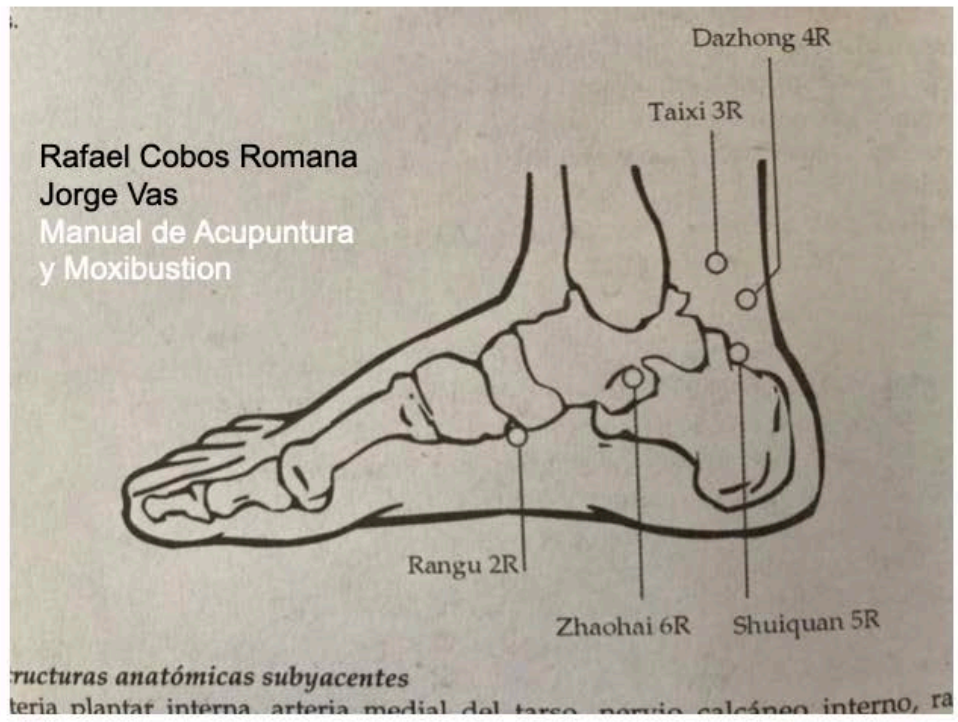 s.
Dazhong 4R
Taixi 3R
Rafael Cobos Romana
Jorge Vas
Manual de Acupuntura
y Moxibustion
Rangu 2R
Zhaohai 6R
Shuiquan 5R
ructuras anatómicas subyacentes
teria plantar interna, arteria medial del tarso, nervio calcáneo interno, ra